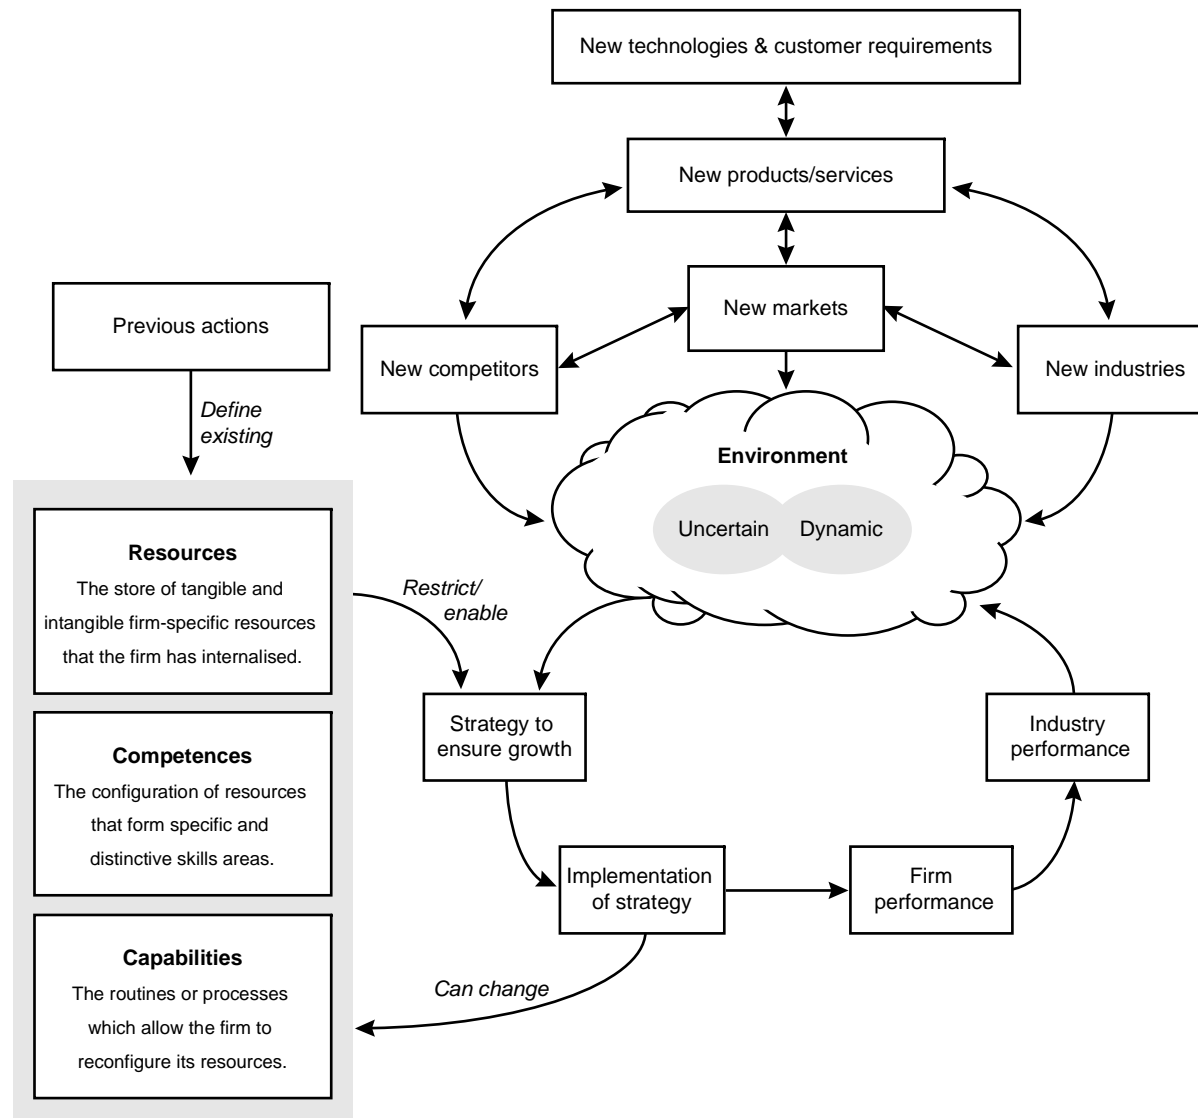 New technologies & customer requirements
New products/services
New markets
Previous actions
New competitors
New industries
Define
existing
Environment
Uncertain
Dynamic
Resources
The store of tangible and
intangible firm-specific resources
that the firm has internalised.
Restrict/
enable
Strategy to
ensure growth
Industry
performance
Competences
The configuration of resources
that form specific and
distinctive skills areas.
Implementation
of strategy
Firm
performance
Capabilities
The routines or processes
which allow the firm to
reconfigure its resources.
Can change